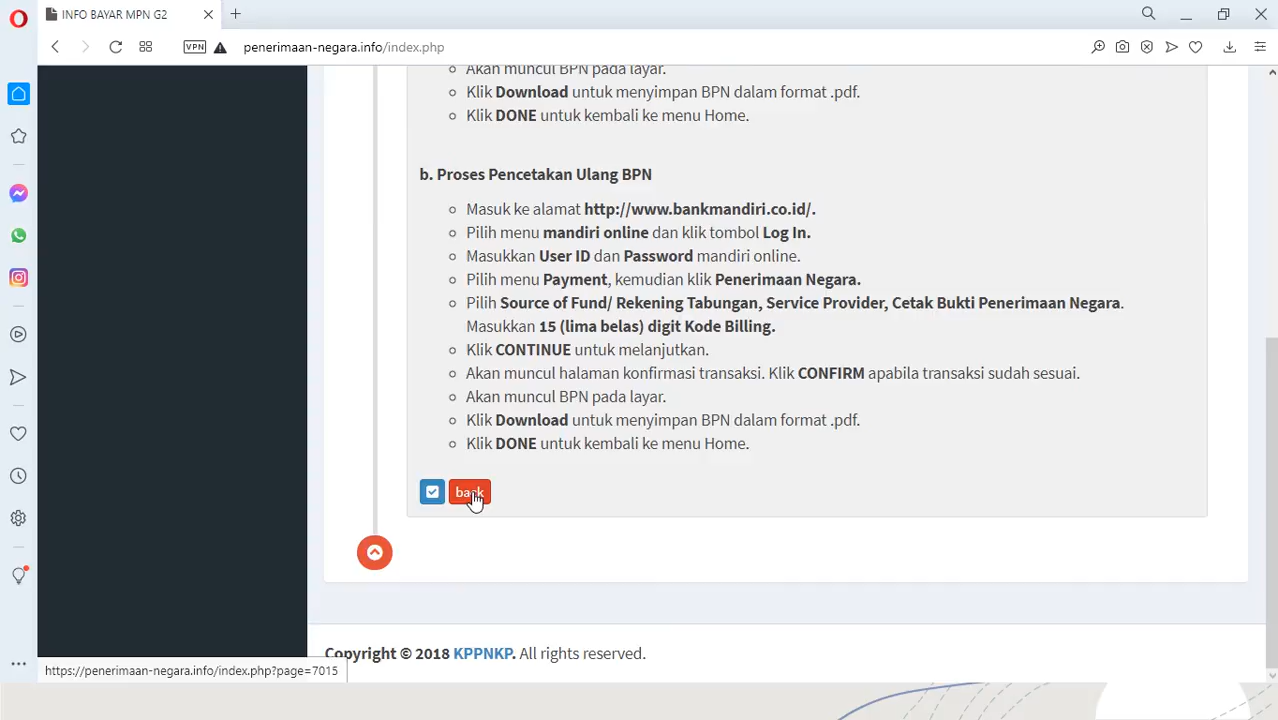 INFO BAYAR MPN G2
VPN
penerimaan-negara.info/index.php
Akan muncul BPN pada layar.
Klik Download untuk menyimpan BPN dalam format .pdf.
Klik DONE untuk kembali ke menu Home.
b. Proses Pencetakan Ulang BPN
Masuk ke alamat http://www.bankmandiri.co.id/.
Pilih menu mandiri online dan klik tombol Log In.
Masukkan User ID dan Password mandiri online.
Pilih menu Payment, kemudian klik Penerimaan Negara.
Pilih Source of Fund/ Rekening Tabungan, Service Provider, Cetak Bukti Penerimaan Negara.
Masukkan 15 (lima belas) digit Kode Billing.
Klik CONTINUE untuk melanjutkan.
Akan muncul halaman konfirmasi transaksi. Klik CONFIRM apabila transaksi sudah sesuai.
Akan muncul BPN pada layar.
Klik Download untuk menyimpan BPN dalam format .pdf.
Klik DONE untuk kembali ke menu Home.
back
Copyright © 2018 KPPNKP. All rights reserved.
https://penerimaan-negara.info/index.php?page=7015